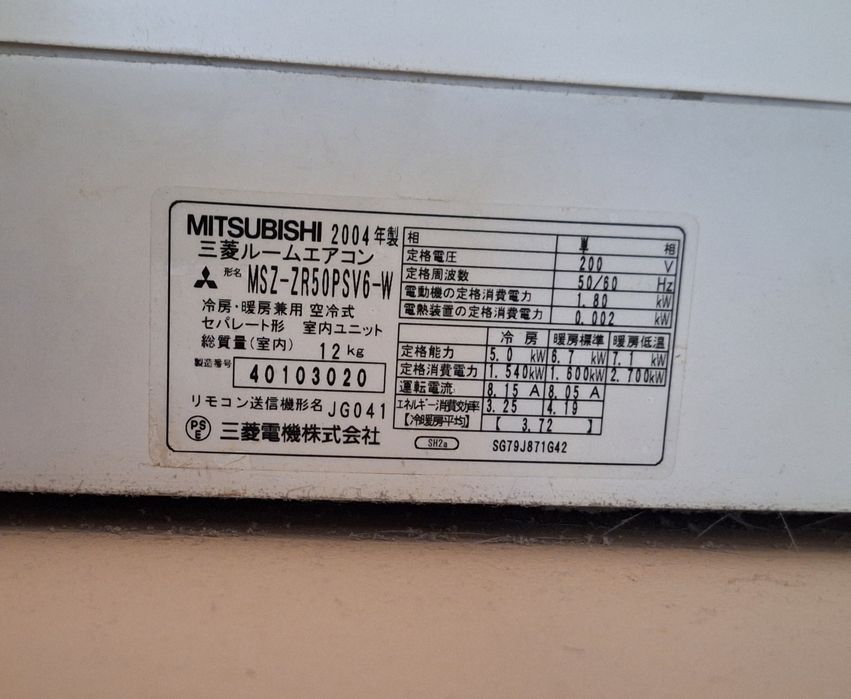 MITSUBISHI 2004年製
三菱ルームエアコン
形名 MSZ-ZR50PSV6-W
冷房・暖房兼用 空冷式
セパレート形 室内ユニット
総質量(室内) 12kg
製造番号 40103020
リモコン送信機形名 JG041
PSE 三菱電機株式会社
相 単 相
定格電圧 200 V
定格周波数 50/60 Hz
電動機の定格消費電力 1.80 kW
電熱装置の定格消費電力 0.002 kW
冷房 暖房標準 暖房低温
定格能力 5.0 kW 6.7 kW 7.1 kW
定格消費電力 1.540kW 1.600kW 2.700kW
運転電流 8.15 A 8.05 A
エネルギー消費効率 3.25 4.19
【冷暖房平均】 [ 3.72 ]
SH2a SG79J871G42